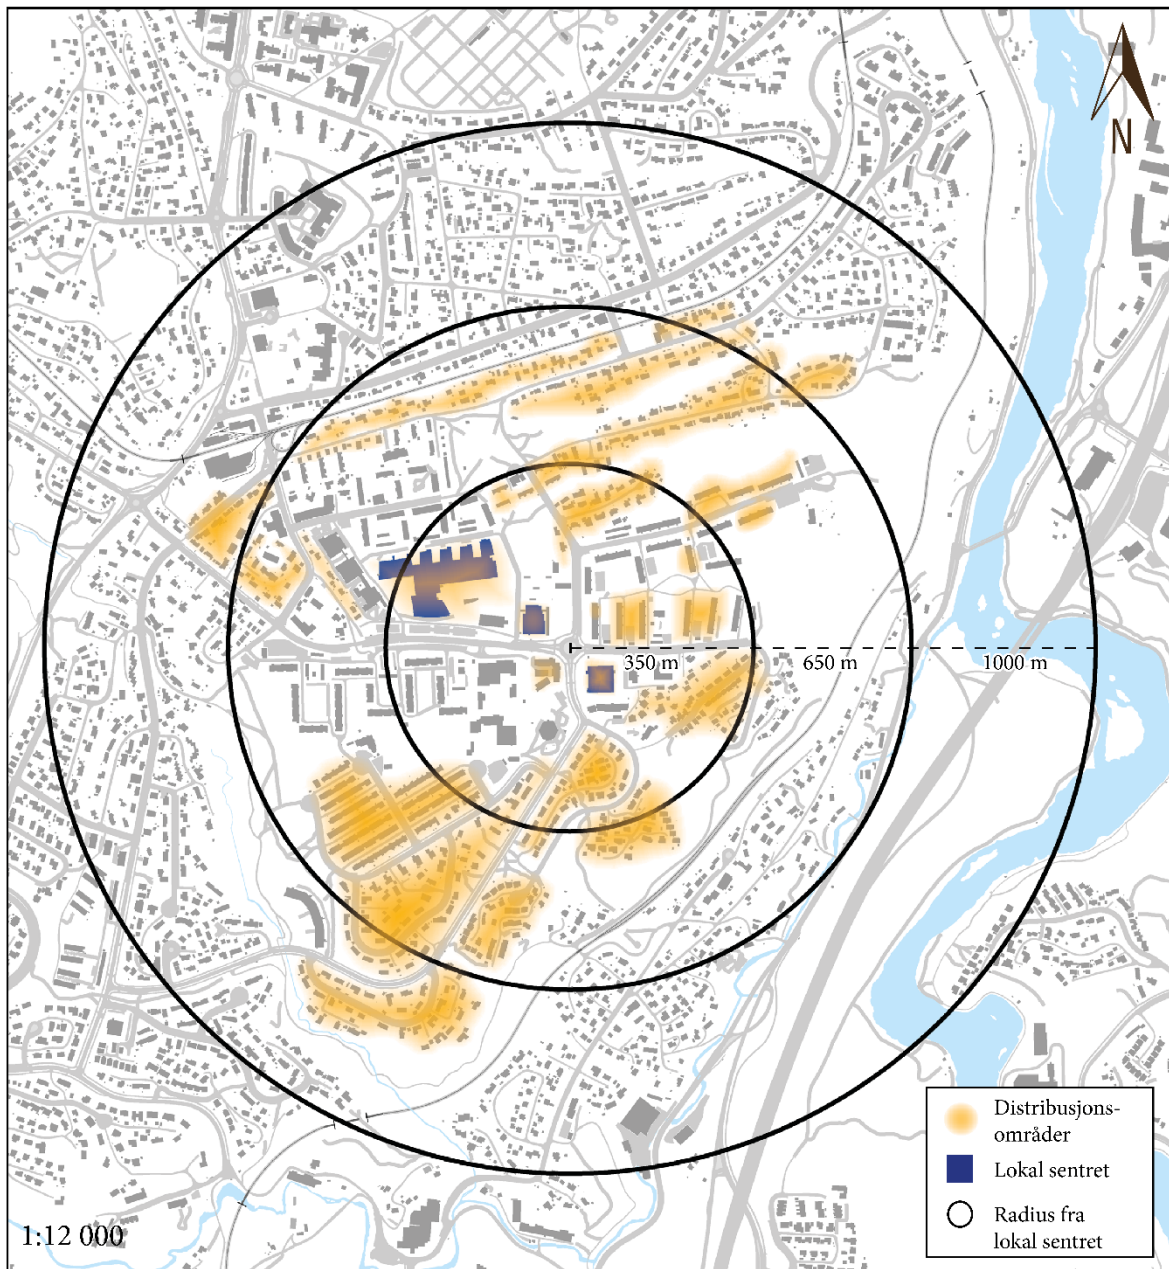 N
350 m
650 m
1000 m
Distribusjons-
områder
Lokal sentret
Radius fra
lokal sentret
1:12 000